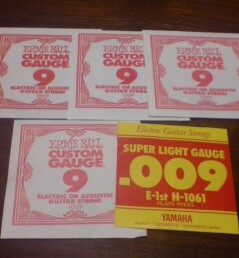 ERNIE BALL
CUSTOM
GAUGE
9
ELECTRIC OR ACOUSTIC
ERNIE BALL
CUSTOM
GAUGE
9
ELECTRIC OR ACOUSTIC
GUITAR STRING
ERNIE BALL
CUSTOM
GAUGE
9
ELECTRIC OR ACOUSTIC
GUITAR STRING
ERNIE BALL
CUSTOM
GAUGE
9
ELECTRIC OR ACOUSTIC
GUITAR STRING
1009
Electric Guitar Strings
SUPER LIGHT GAUGE
.009
E-1st H-1061
PLAIN STEEL
YAMAHA